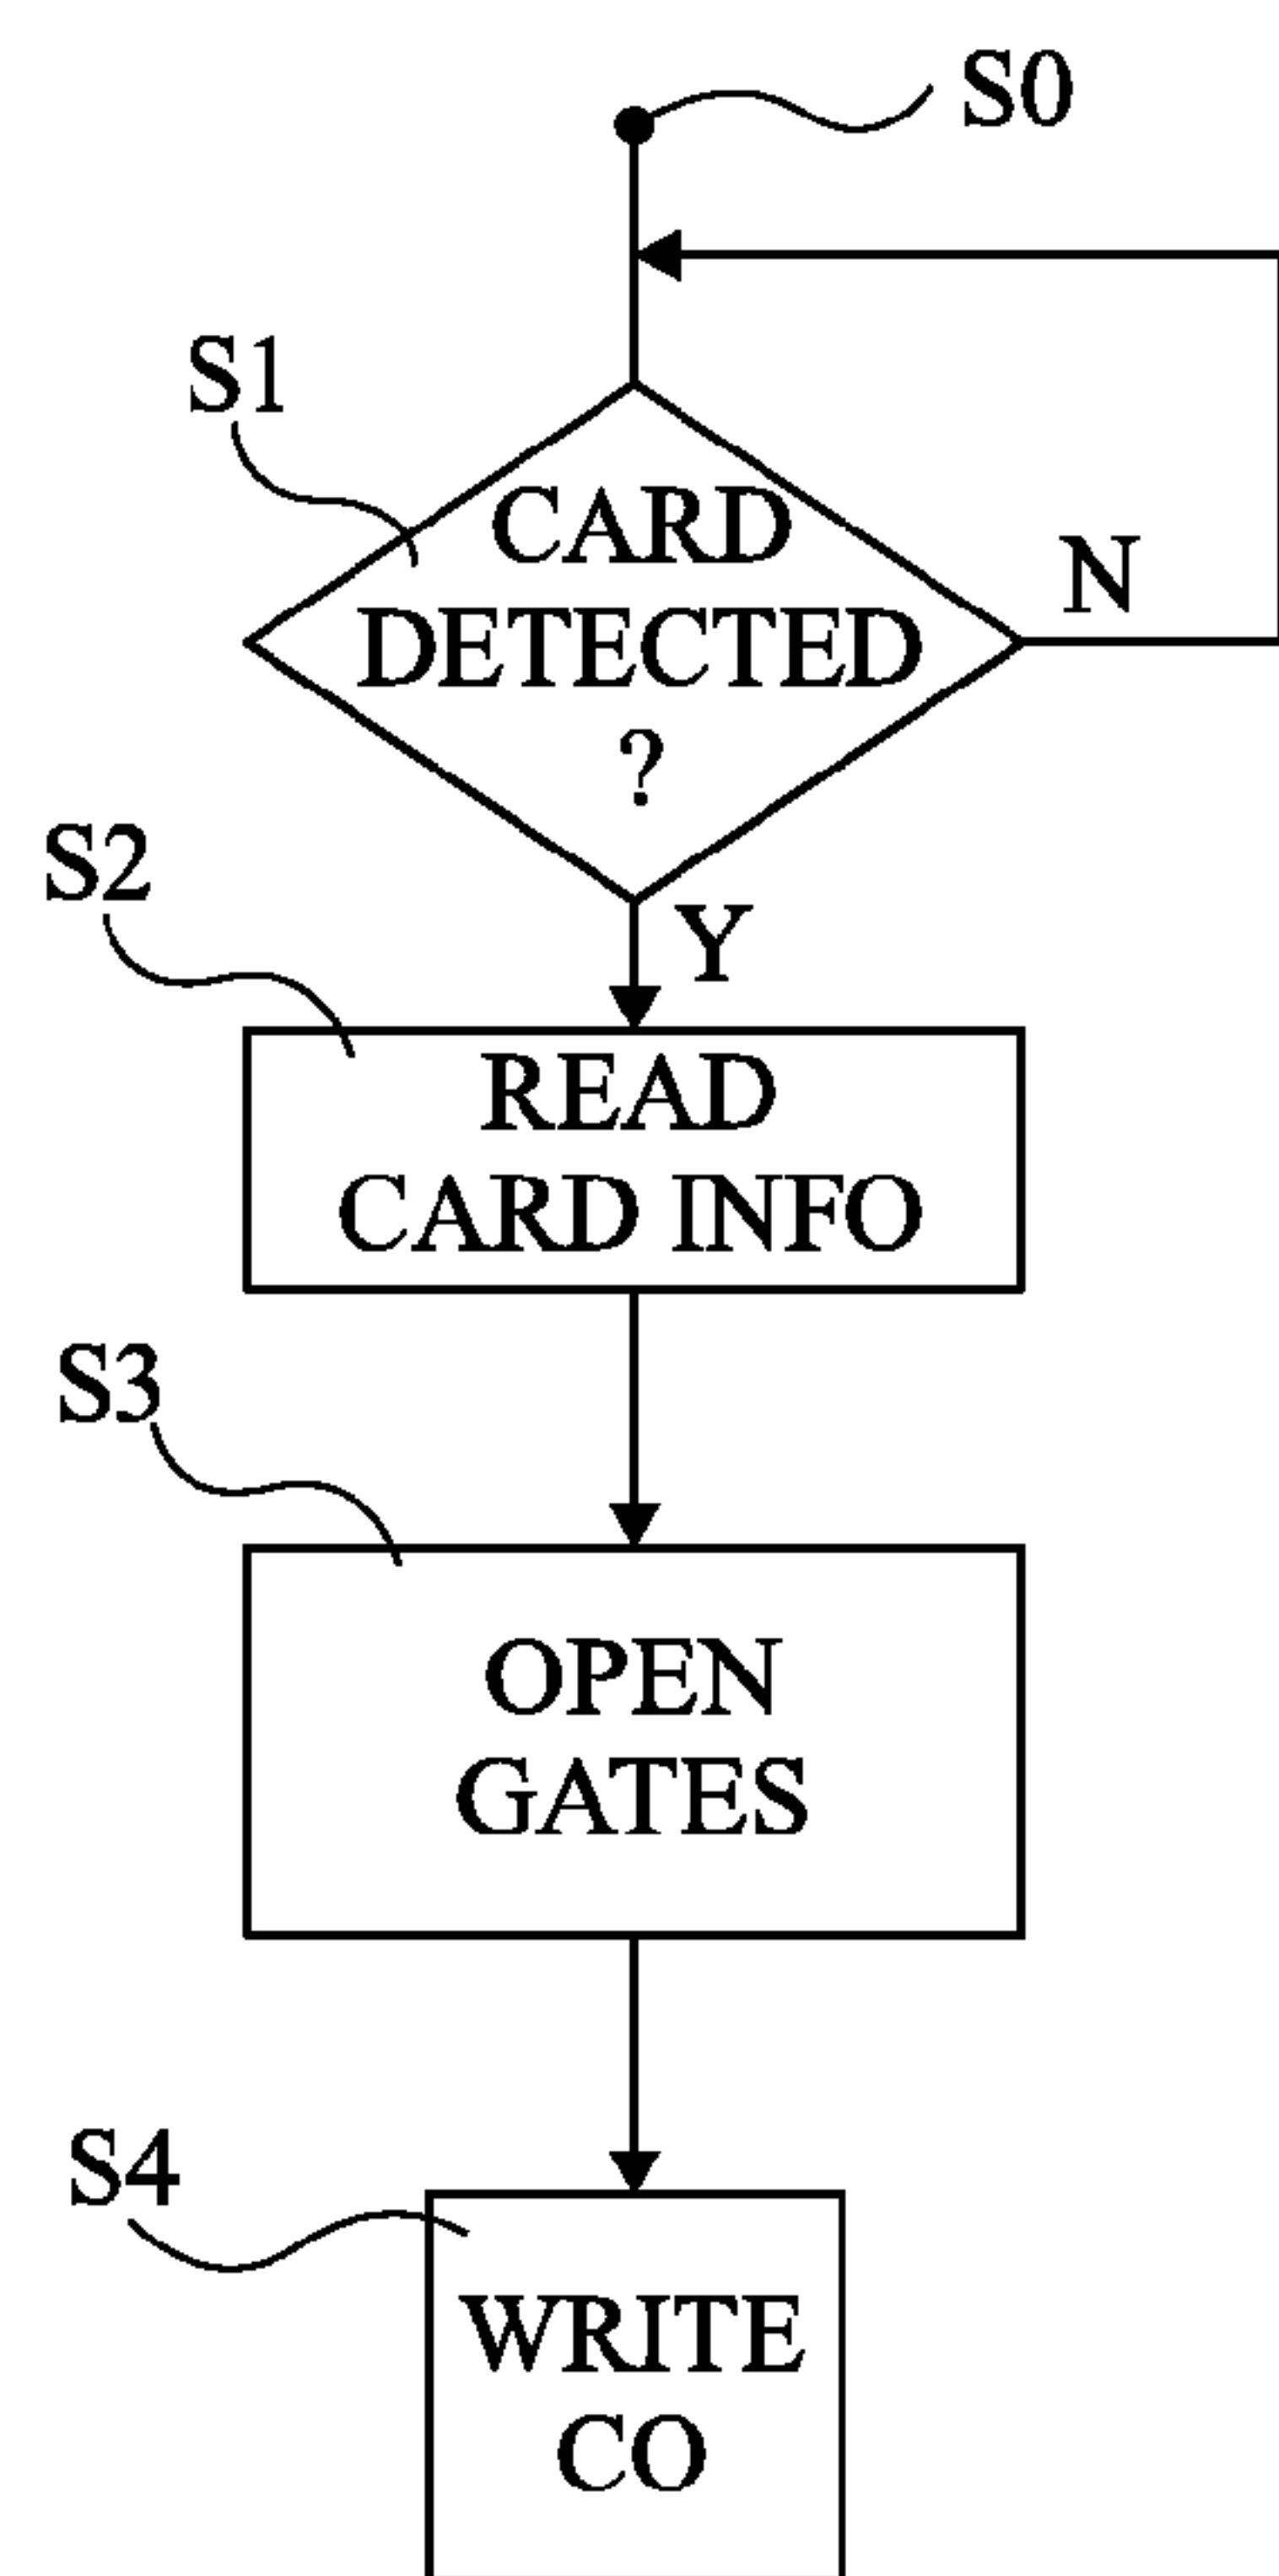 S0
S1
CARD
DETECTED
?
N
Y
S2
READ
CARD INFO
S3
OPEN
GATES
S4
WRITE
CO